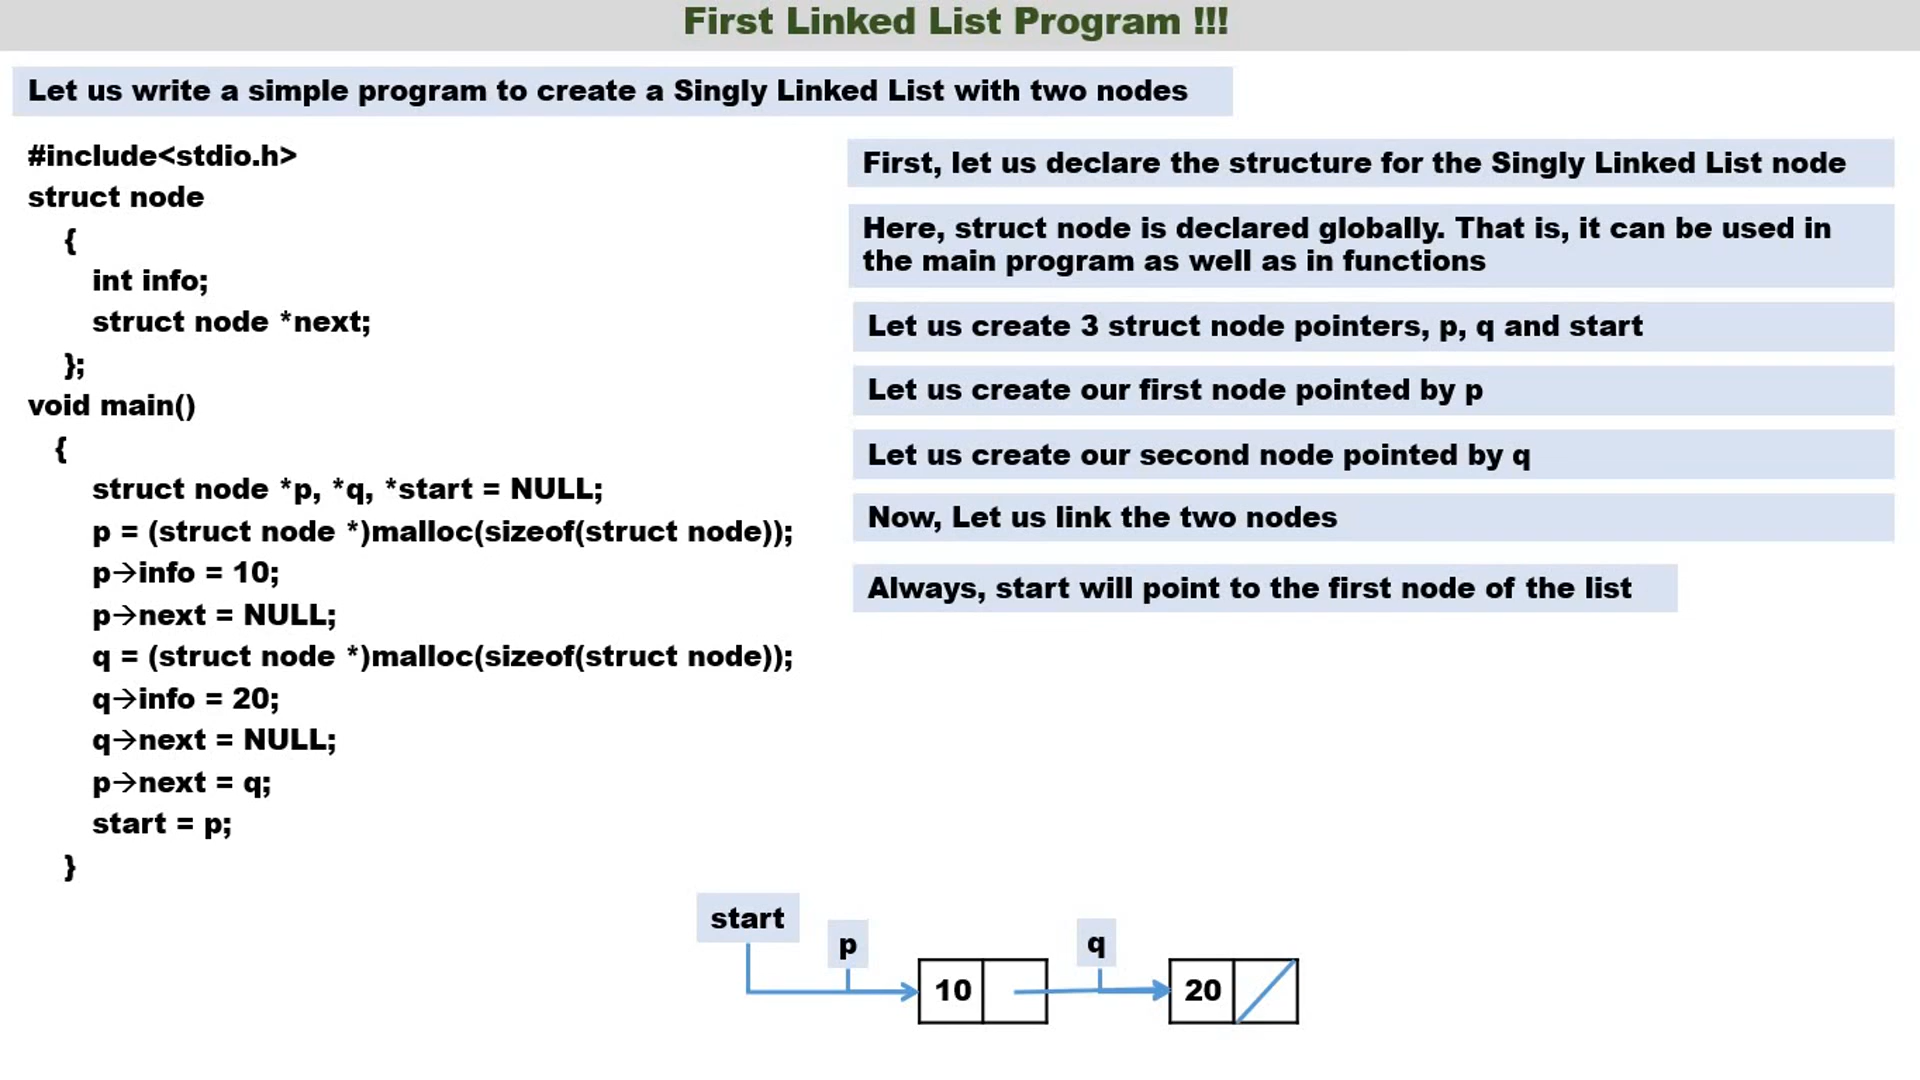 First Linked List Program !!!
Let us write a simple program to create a Singly Linked List with two nodes
#include<stdio.h>
struct node
{
int info;
struct node *next;
};
void main()
{
struct node *p, *q, *start = NULL;
p = (struct node *)malloc(sizeof(struct node));
p→info = 10;
p→next = NULL;
q = (struct node *)malloc(sizeof(struct node));
q→info = 20;
q→next = NULL;
p→next = q;
start = p;
}
First, let us declare the structure for the Singly Linked List node
Here, struct node is declared globally. That is, it can be used in
the main program as well as in functions
Let us create 3 struct node pointers, p, q and start
Let us create our first node pointed by p
Let us create our second node pointed by q
Now, Let us link the two nodes
Always, start will point to the first node of the list
start
p
q
10
20